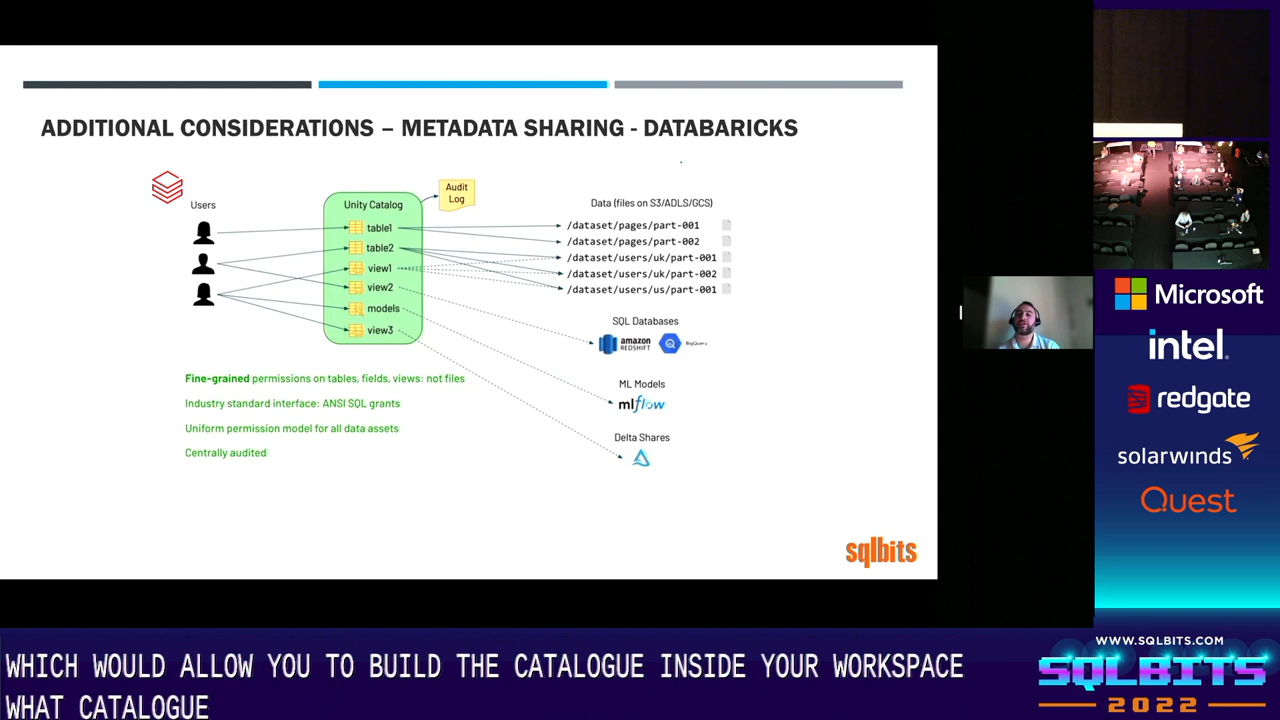 ADDITIONAL CONSIDERATIONS – METADATA SHARING - DATABARICKS
Users
Unity Catalog
table1
table2
view1
view2
models
view3
Audit
Log
Data (files on S3/ADLS/GCS)
/dataset/pages/part-001
/dataset/pages/part-002
/dataset/users/uk/part-001
/dataset/users/uk/part-002
/dataset/users/us/part-001
SQL Databases
amazon
REDSHIFT
BigQuery
ML Models
mlflow
Delta Shares
Fine-grained permissions on tables, fields, views: not files
Industry standard interface: ANSI SQL grants
Uniform permission model for all data assets
Centrally audited
sqlbits
Microsoft
intel.
redgate
solarwinds
Quest
WWW.SQLBITS.COM
SQLBITS
2022
WHICH WOULD ALLOW YOU TO BUILD THE CATALOGUE INSIDE YOUR WORKSPACE
WHAT CATALOGUE